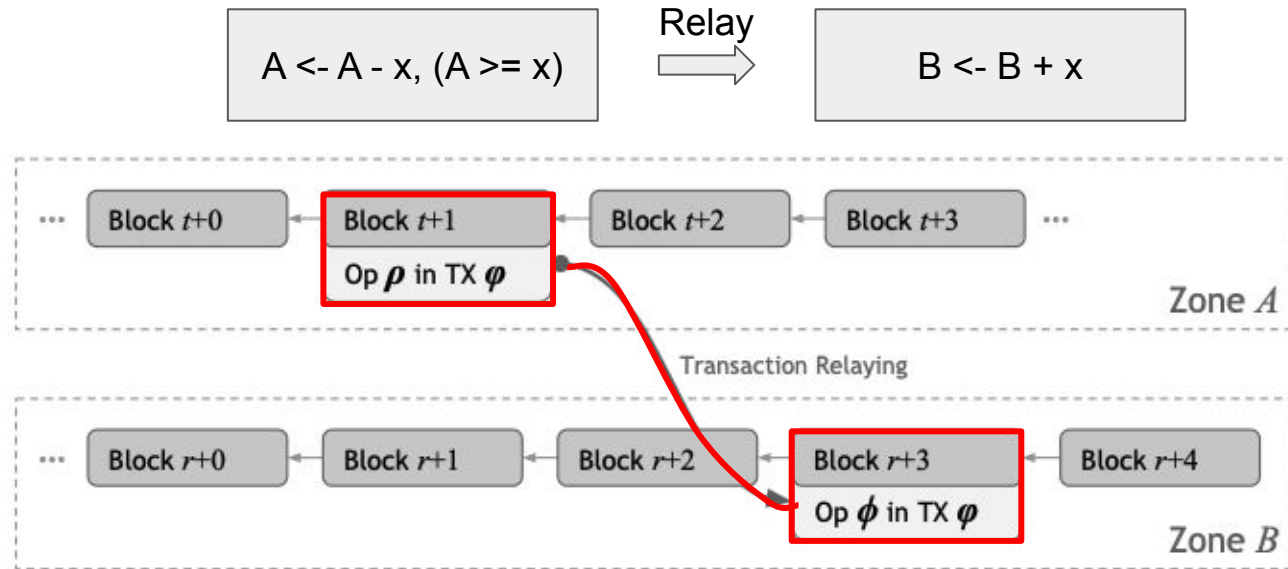 Relay
A <- A - x, (A >= x)
B <- B + x
... Block t+0 Block t+1 Block t+2 Block t+3 ...
Op ρ in TX φ
Zone A
Transaction Relaying
... Block r+0 Block r+1 Block r+2 Block r+3 Block r+4
Op ϕ in TX φ
Zone B